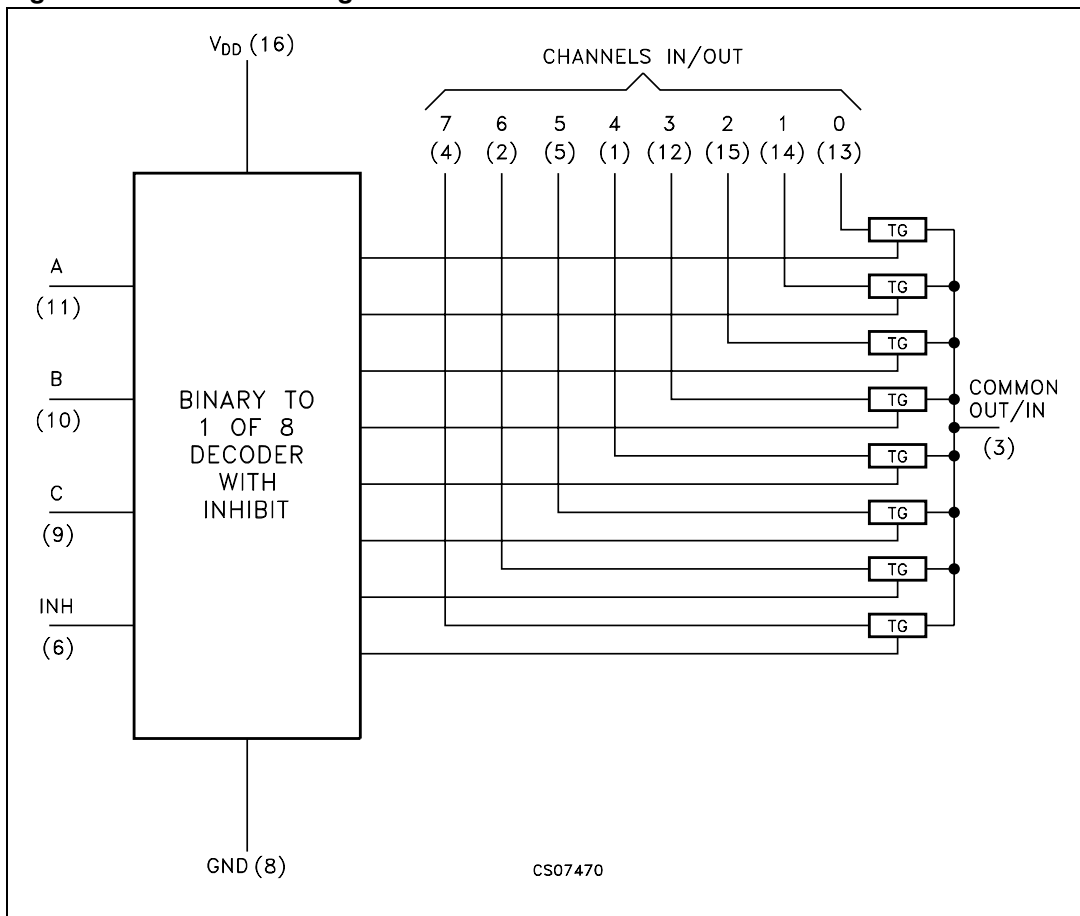 V_DD (16)
CHANNELS IN/OUT
7 6 5 4 3 2 1 0
(4) (2) (5) (1) (12) (15) (14) (13)
TG
A
(11)
TG
TG
B
(10)
BINARY TO
1 OF 8
DECODER
WITH
INHIBIT
TG
COMMON
OUT/IN
(3)
TG
C
(9)
TG
TG
INH
(6)
TG
GND (8)
CS07470